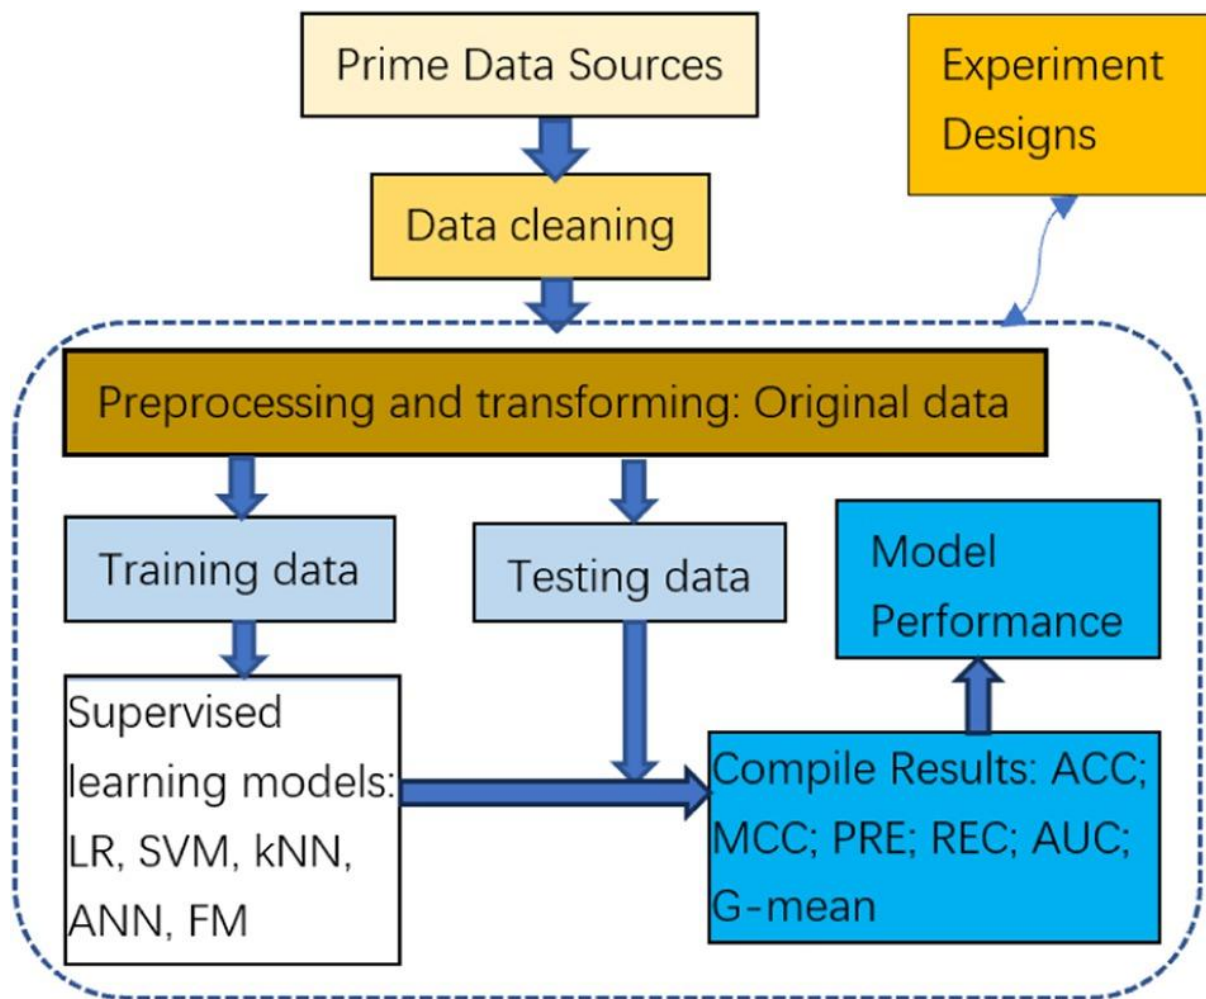 Prime Data Sources
Experiment
Designs
Data cleaning
Preprocessing and transforming: Original data
Training data
Testing data
Model
Performance
Supervised
learning models:
LR, SVM, kNN,
ANN, FM
Compile Results: ACC;
MCC; PRE; REC; AUC;
G-mean